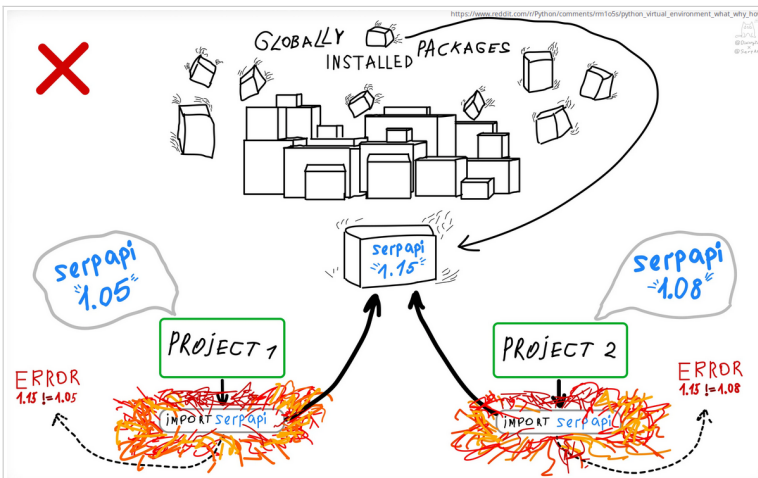 https://www.reddit.com/r/Python/comments/rm1o5s/python_virtual_environment_what_why_ho
GLOBALLY PACKAGES
INSTALLED
serpapi
"1.15"
serpapi
"1.05"
serpapi
"1.08"
PROJECT 1
PROJECT 2
ERROR
1.15 != 1.05
ERROR
1.15 != 1.08
IMPORT serpapi
IMPORT serpapi